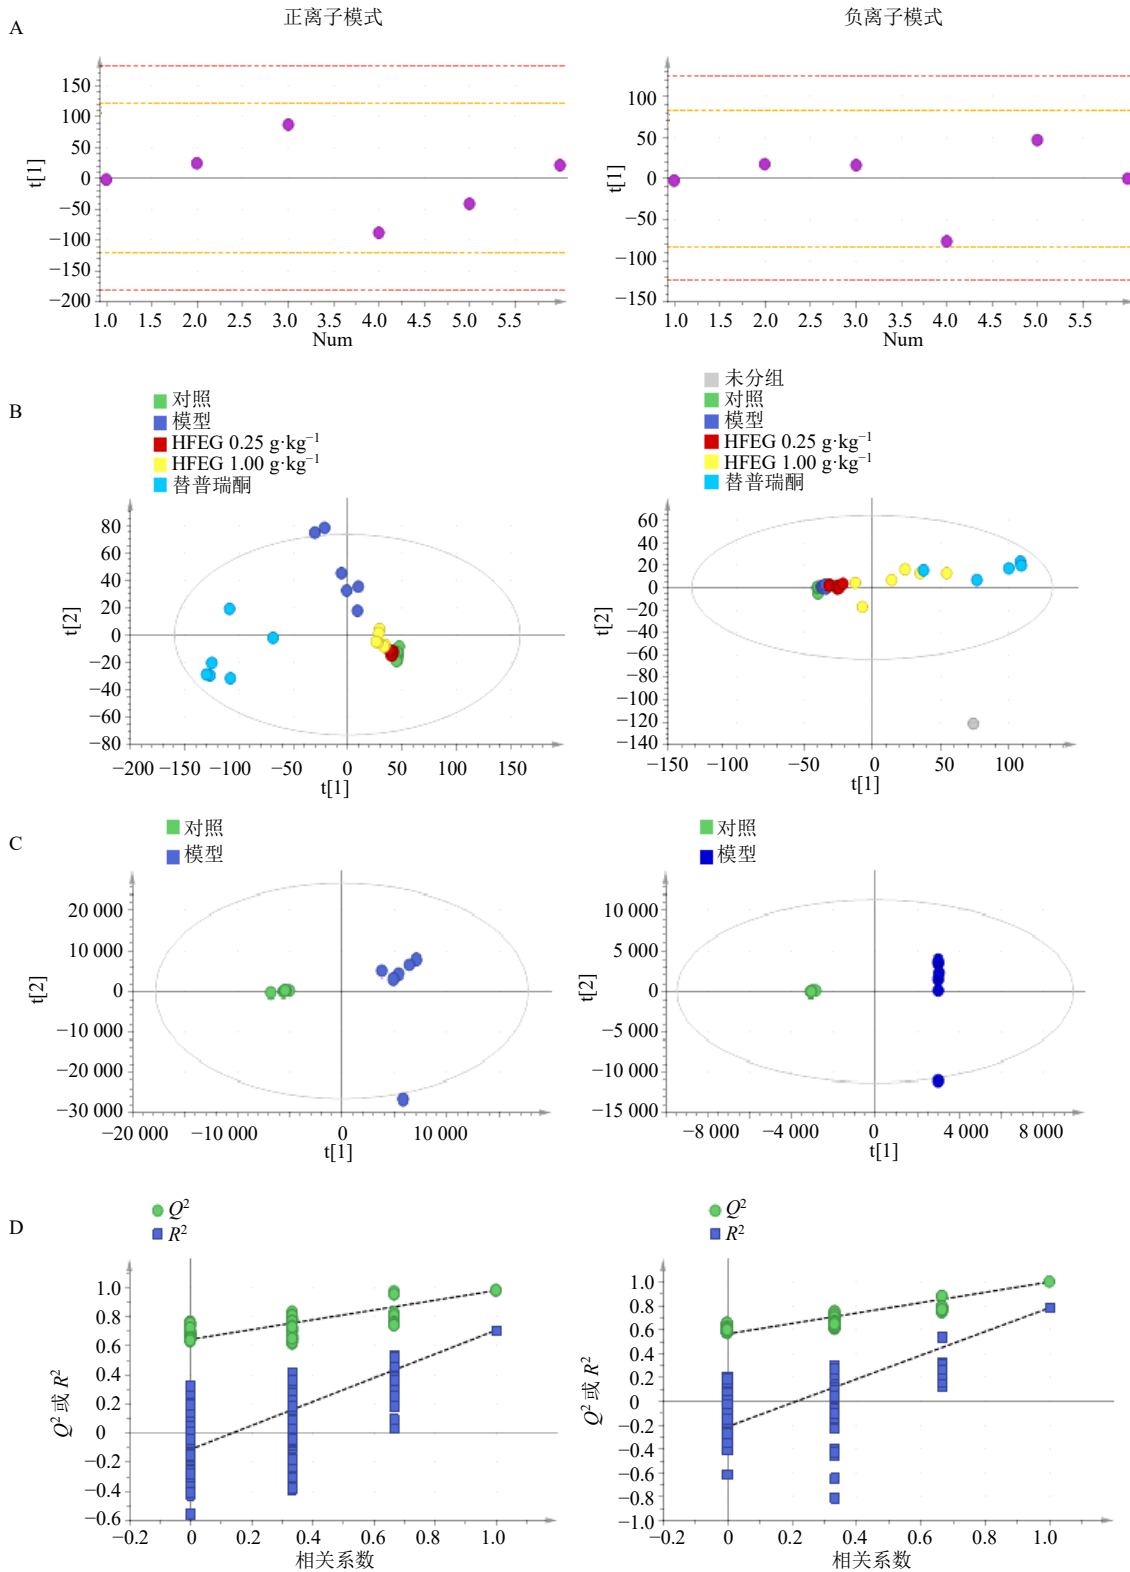 正离子模式
负离子模式
A
150
100
50
0
−50
−100
−150
−200
t[1]
1.0 1.5 2.0 2.5 3.0 3.5 4.0 4.5 5.0 5.5
Num
100
50
0
−50
−100
−150
t[1]
1.0 1.5 2.0 2.5 3.0 3.5 4.0 4.5 5.0 5.5
Num
B
对照
模型
HFEG 0.25 g·kg⁻¹
HFEG 1.00 g·kg⁻¹
替普瑞酮
80
60
40
20
0
−20
−40
−60
−80
t[2]
−200 −150 −100 −50 0 50 100 150
t[1]
未分组
对照
模型
HFEG 0.25 g·kg⁻¹
HFEG 1.00 g·kg⁻¹
替普瑞酮
60
40
20
0
−20
−40
−60
−80
−100
−120
−140
t[2]
−150 −100 −50 0 50 100
t[1]
C
对照
模型
20 000
10 000
0
−10 000
−20 000
−30 000
t[2]
−20 000 −10 000 0 10 000
t[1]
对照
模型
10 000
5 000
0
−5 000
−10 000
−15 000
t[2]
−8 000 −4 000 0 4 000 8 000
t[1]
D
Q²
R²
1.0
0.8
0.6
0.4
0.2
0
−0.2
−0.4
−0.6
Q² 或 R²
−0.2 0 0.2 0.4 0.6 0.8 1.0
相关系数
Q²
R²
1.0
0.8
0.6
0.4
0.2
0
−0.2
−0.4
−0.6
−0.8
−1.0
Q² 或 R²
−0.2 0 0.2 0.4 0.6 0.8 1.0
相关系数